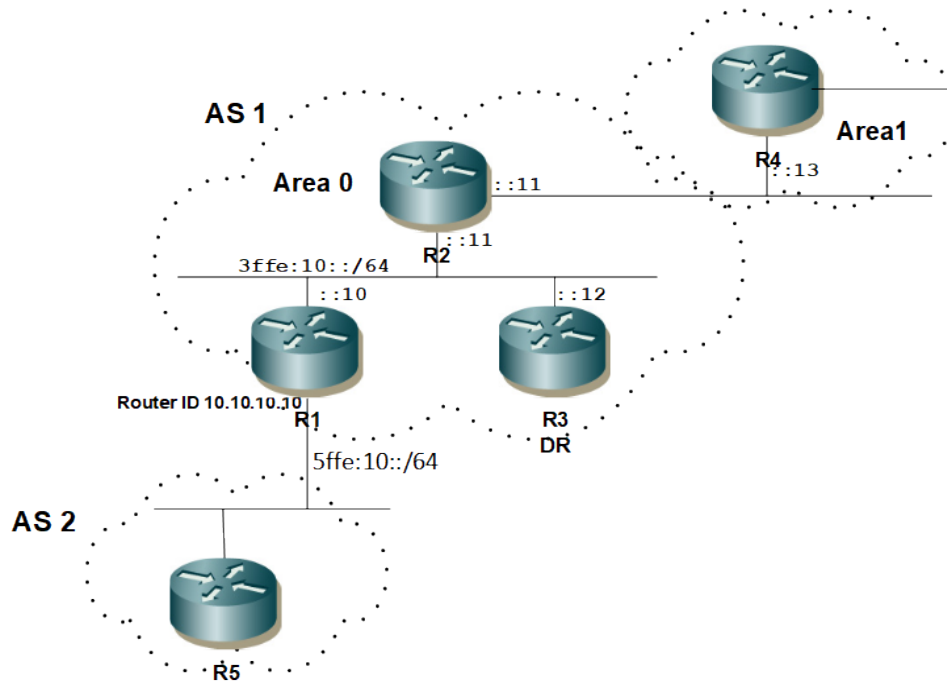 AS 1
Area 0
R2
::11
::11
R4
Area1
::13
3ffe:10::/64
::10
::12
Router ID 10.10.10.10
R1
R3
DR
5ffe:10::/64
AS 2
R5